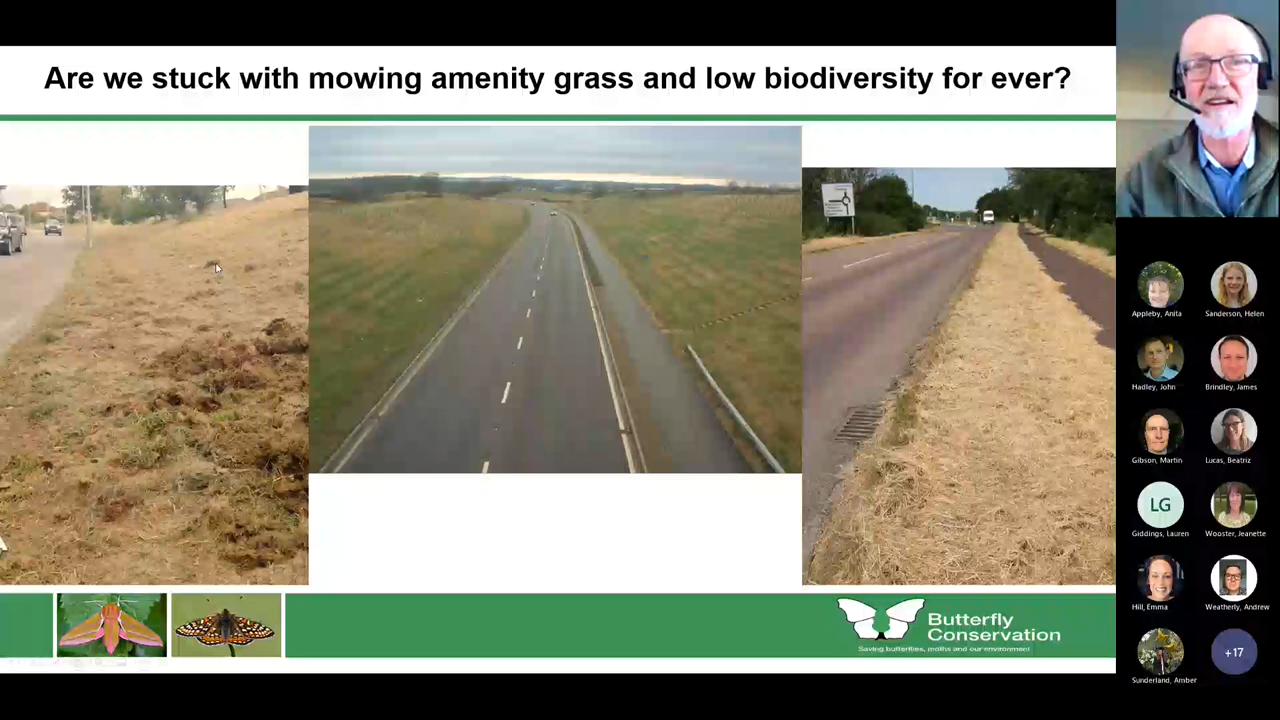 Are we stuck with mowing amenity grass and low biodiversity for ever?
Butterfly
Conservation
Saving butterflies, moths and our environment
Appleby, Anita
Sanderson, Helen
Hadley, John
Brindley, James
Gibson, Martin
Lucas, Beatriz
LG
Giddings, Lauren
Wooster, Jeanette
Hill, Emma
Weatherly, Andrew
Sunderland, Amber
+17